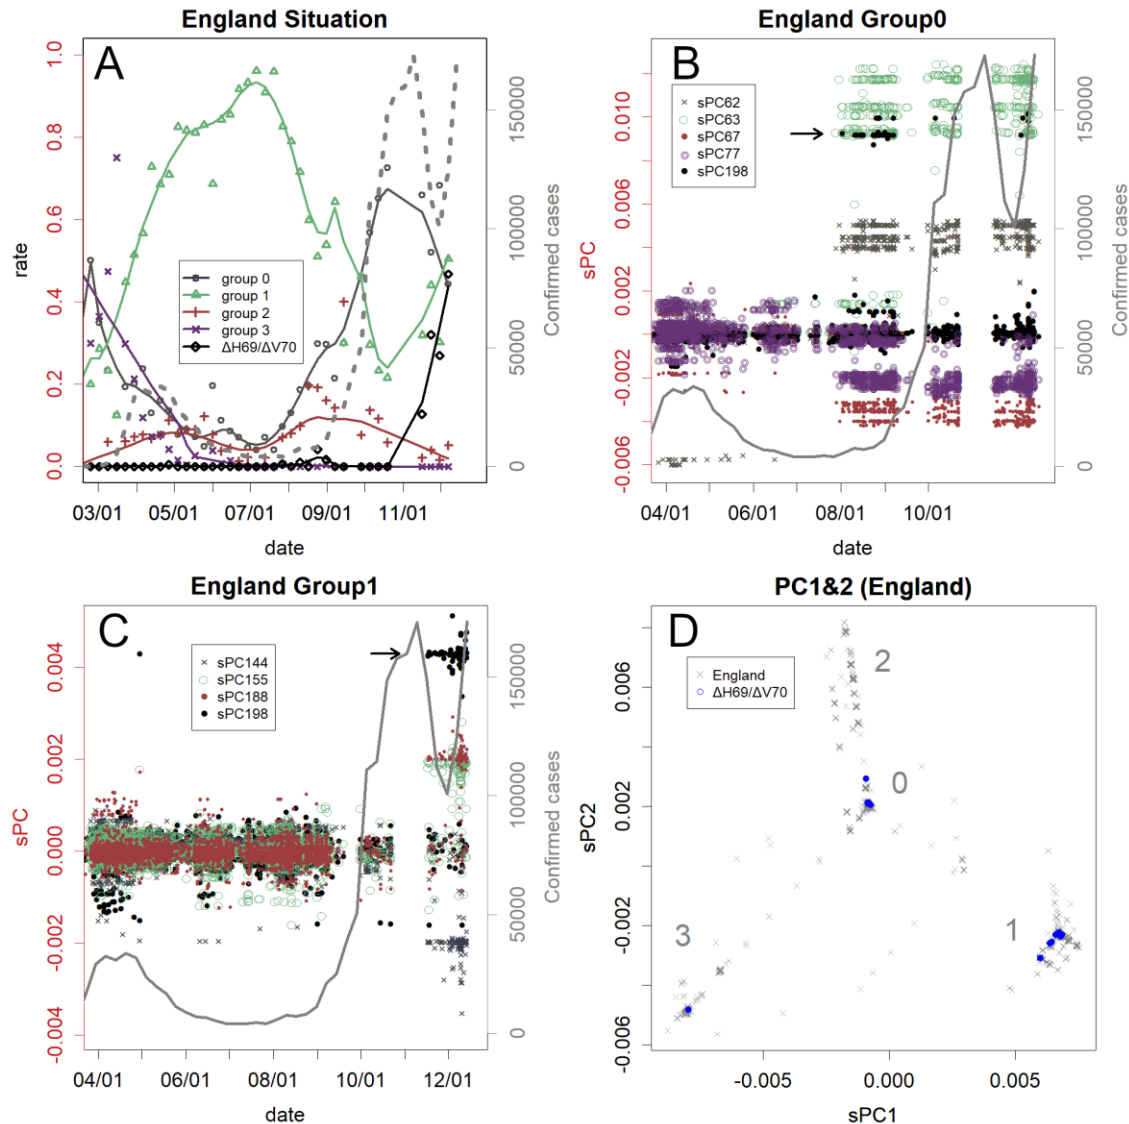 England Situation
A
rate
0.0
0.2
0.4
0.6
0.8
1.0
group 0
group 1
group 2
group 3
ΔH69/ΔV70
0
50000
100000
150000
Confirmed cases
03/01 05/01 07/01 09/01 11/01
date
England Group0
B
sPC
-0.006
-0.002
0.002
0.006
0.010
sPC62
sPC63
sPC67
sPC77
sPC198
0
50000
100000
150000
Confirmed cases
04/01 06/01 08/01 10/01
date
England Group1
C
sPC
-0.004
-0.002
0.000
0.002
0.004
sPC144
sPC155
sPC188
sPC198
0
50000
100000
150000
Confirmed cases
04/01 06/01 08/01 10/01 12/01
date
PC1&2 (England)
D
sPC2
-0.006
-0.002
0.002
0.006
England
ΔH69/ΔV70
2
0
1
3
-0.005 0.000 0.005
sPC1